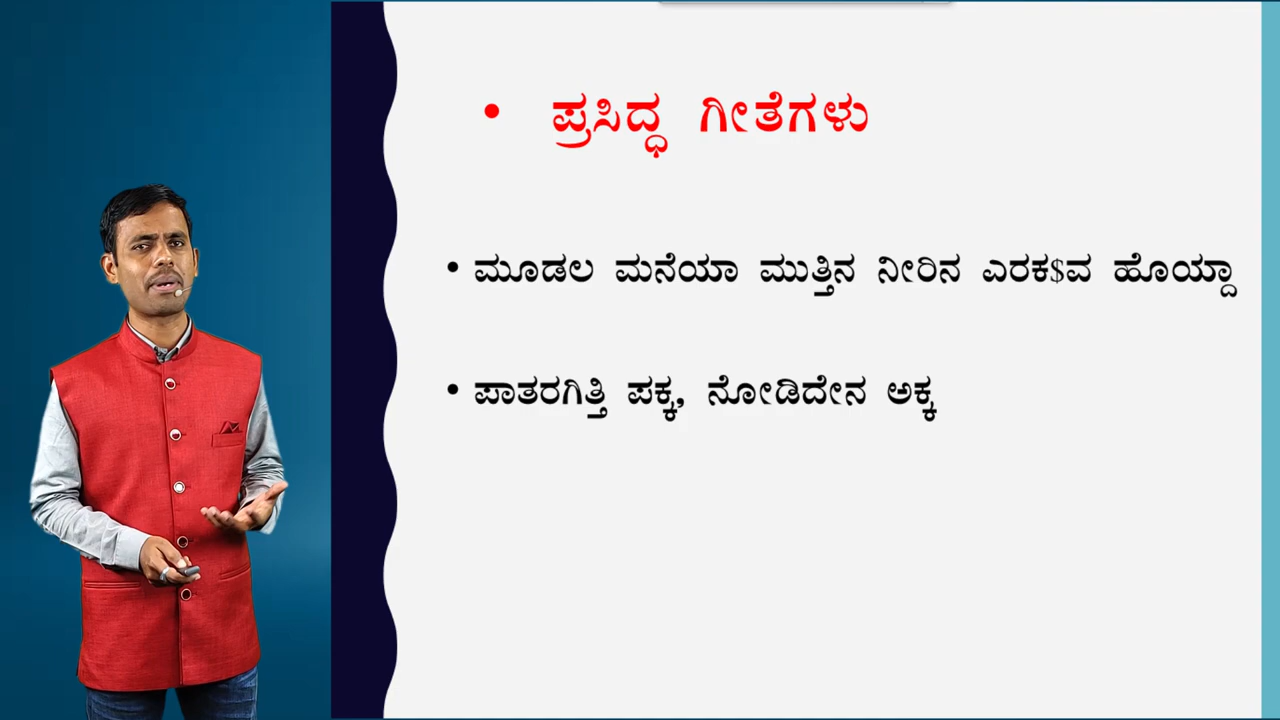 • ಪ್ರಸಿದ್ಧ ಗೀತೆಗಳು
• ಮೂಡಲ ಮನೆಯಾ ಮುತ್ತಿನ ನೀರಿನ ಎರಕ$ವ ಹೊಯ್ದಾ
• ಪಾತರಗಿತ್ತಿ ಪಕ್ಕ, ನೋಡಿದೇನ ಅಕ್ಕ